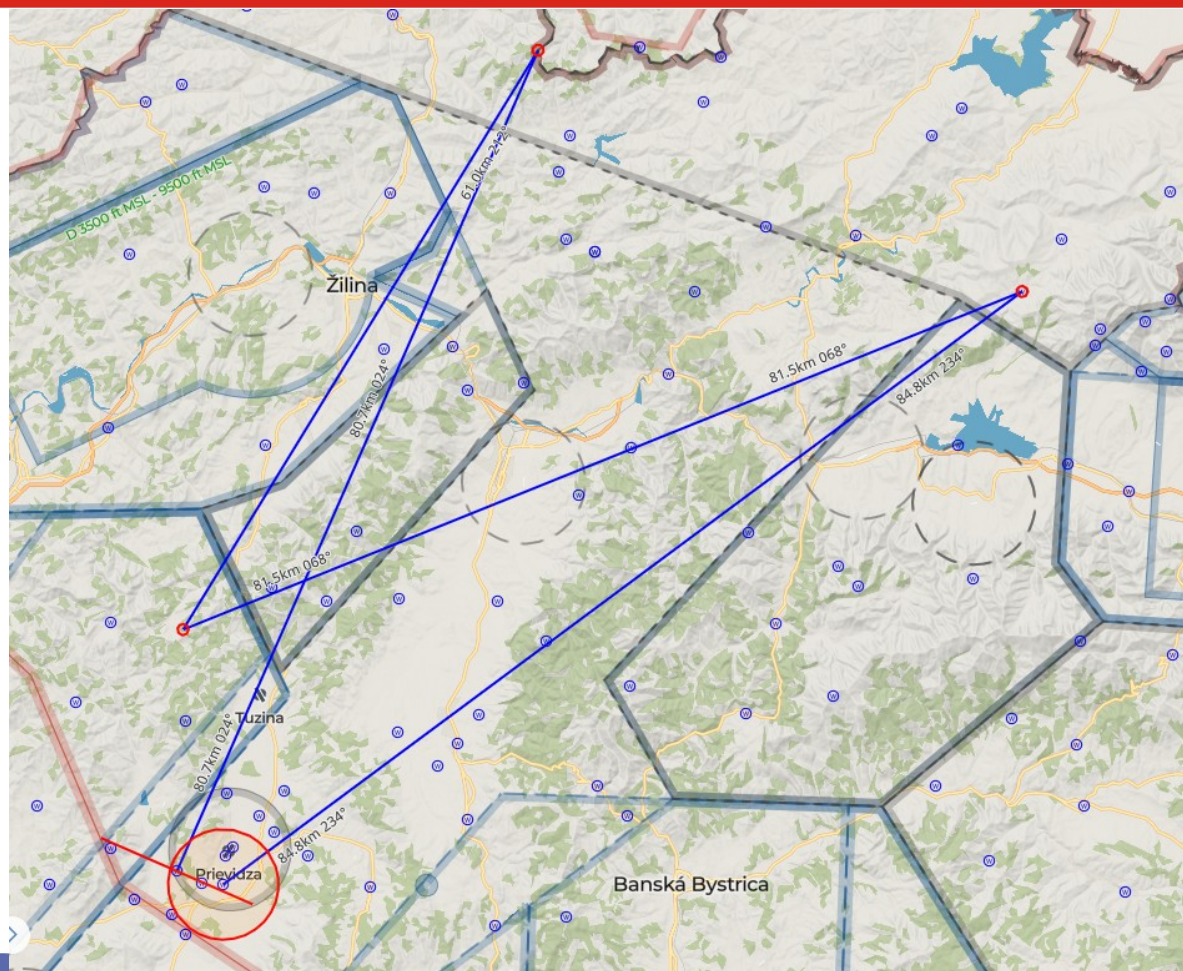 61.0km 212°
D 3500 ft MSL - 9500 ft MSL
Žilina
81.5km 068°
84.8km 234°
80.7km 024°
81.5km 068°
Tuzina
80.7km 024°
84.8km 234°
Prievidza
Banská Bystrica